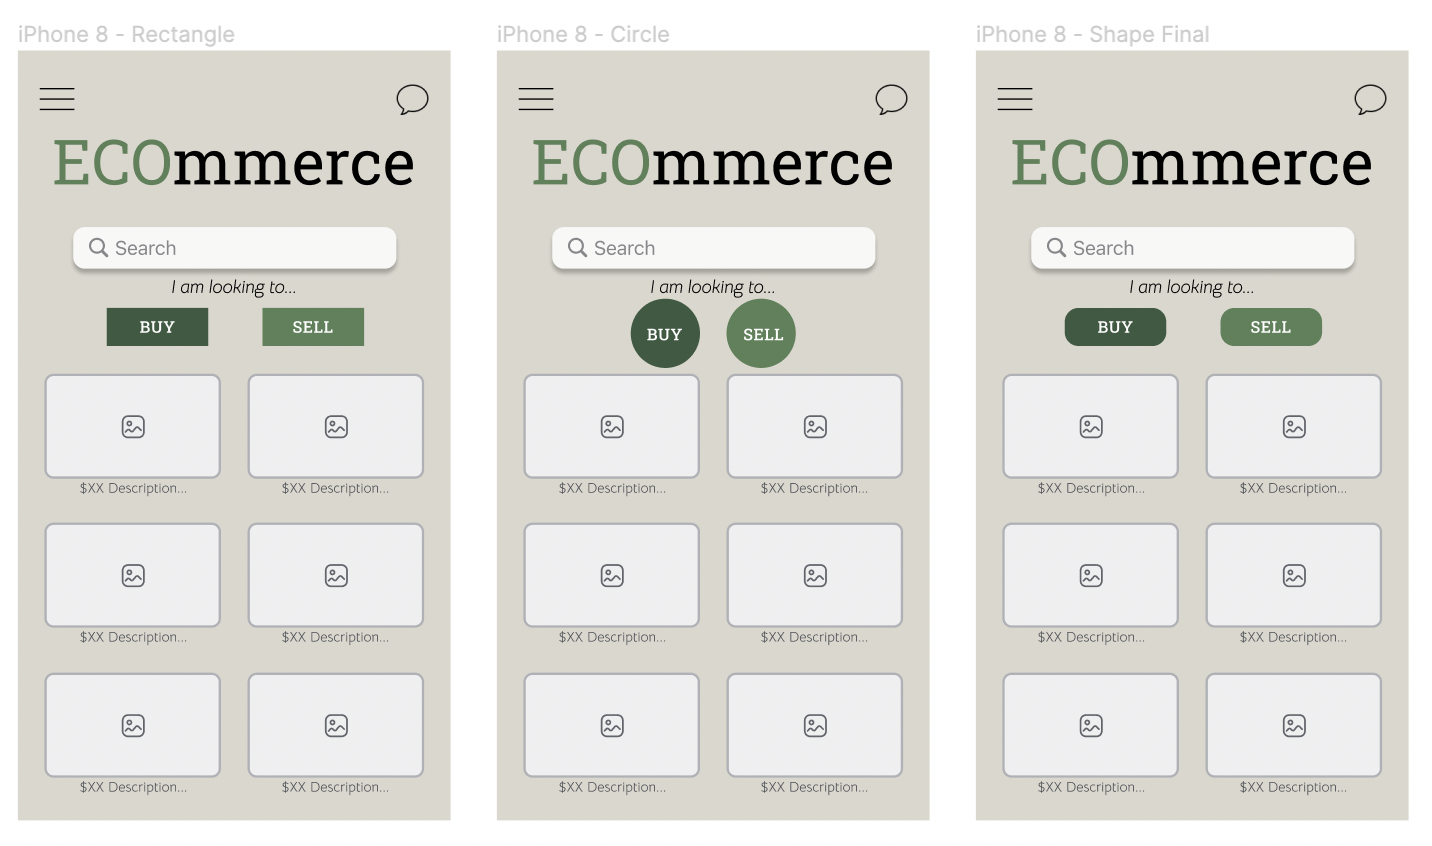 iPhone 8 - Rectangle
ECOmmerce
Search
I am looking to...
BUY SELL
$XX Description... $XX Description...
$XX Description... $XX Description...
$XX Description... $XX Description...
iPhone 8 - Circle
ECOmmerce
Search
I am looking to...
BUY SELL
$XX Description... $XX Description...
$XX Description... $XX Description...
$XX Description... $XX Description...
iPhone 8 - Shape Final
ECOmmerce
Search
I am looking to...
BUY SELL
$XX Description... $XX Description...
$XX Description... $XX Description...
$XX Description... $XX Description...